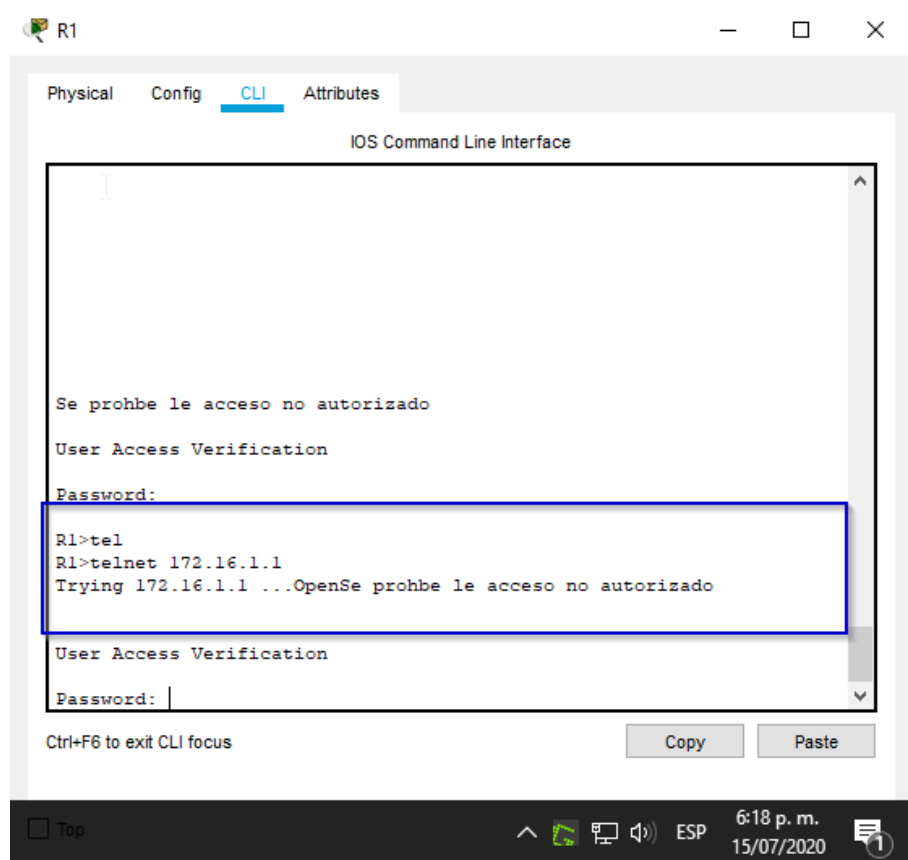 R1
Physical Config CLI Attributes
IOS Command Line Interface
Se prohbe le acceso no autorizado
User Access Verification
Password:
R1>tel
R1>telnet 172.16.1.1
Trying 172.16.1.1 ...OpenSe prohbe le acceso no autorizado
User Access Verification
Password:
Ctrl+F6 to exit CLI focus
Copy Paste
Top
ESP
6:18 p. m.
15/07/2020
1